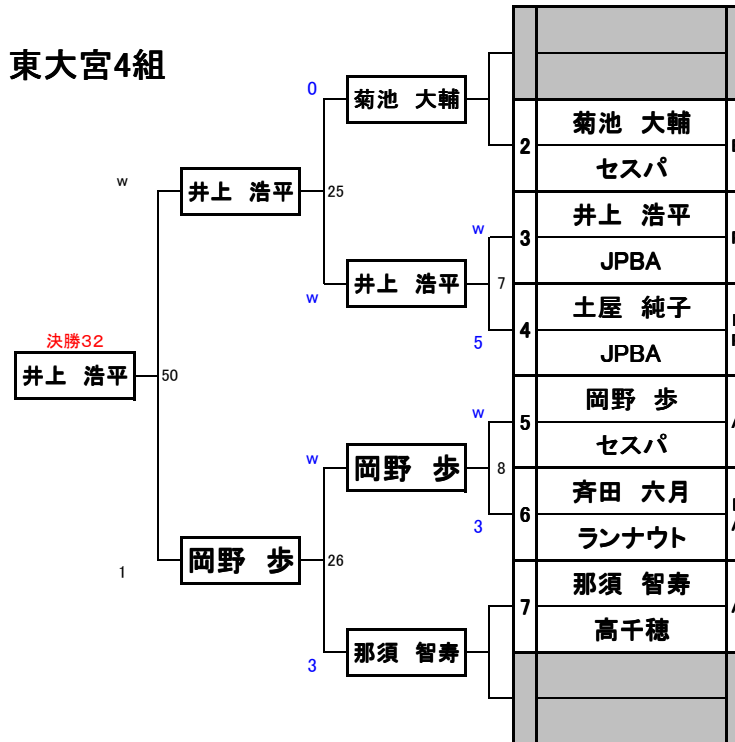 東大宮4組
0
菊池 大輔
菊池 大輔
2
セスパ
w
井上 浩平
25
w
井上 浩平
3
JPBA
w
井上 浩平
7
土屋 純子
4
JPBA
5
決勝32
井上 浩平
50
岡野 歩
w
5
セスパ
w
岡野 歩
8
斉田 六月
6
ランナウト
3
1
岡野 歩
26
那須 智寿
7
高千穂
3
那須 智寿